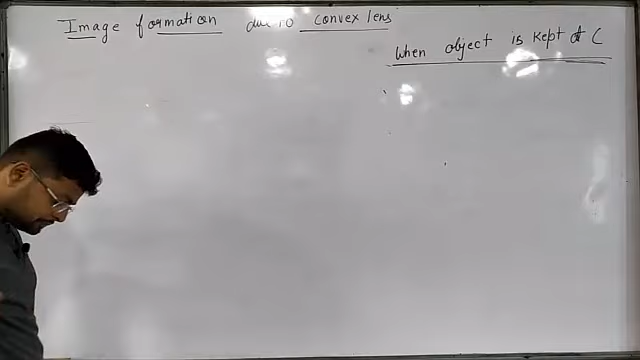 Image formation due to convex lens
When object is kept at C